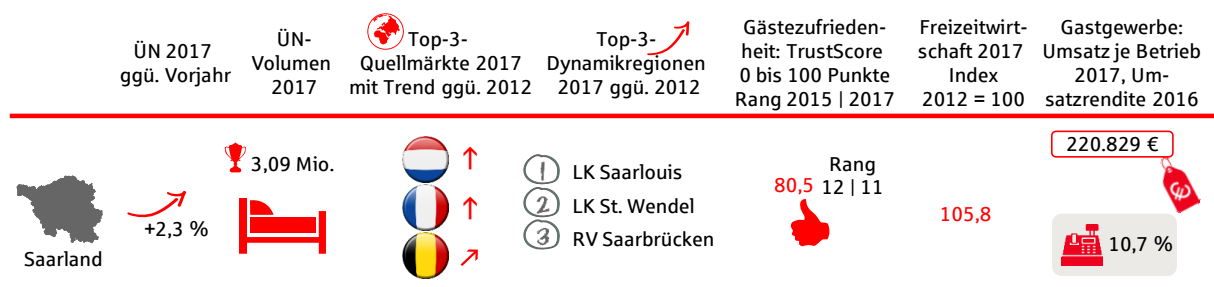 ÜN 2017
ggü. Vorjahr
ÜN-
Volumen
2017
Top-3-
Quellmärkte 2017
mit Trend ggü. 2012
Top-3-
Dynamikregionen
2017 ggü. 2012
Gästezufrieden-
heit: TrustScore
0 bis 100 Punkte
Rang 2015 | 2017
Freizeitwirt-
schaft 2017
Index
2012 = 100
Gastgewerbe:
Umsatz je Betrieb
2017, Um-
satzrendite 2016
Saarland
+2,3 %
3,09 Mio.
1 LK Saarlouis
2 LK St. Wendel
3 RV Saarbrücken
80,5
Rang
12 | 11
105,8
220.829 €
€
10,7 %